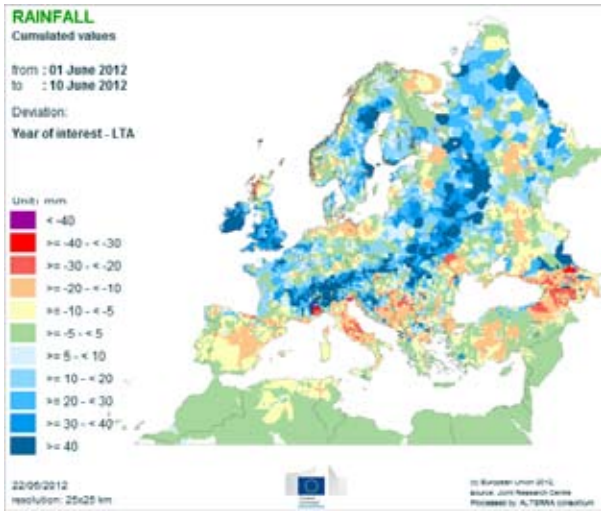 RAINFALL
Cumulated values
from : 01 June 2012
to : 10 June 2012
Deviation:
Year of interest - LTA
Unit: mm
< -40
>= -40 - < -30
>= -30 - < -20
>= -20 - < -10
>= -10 - < -5
>= -5 - < 5
>= 5 - < 10
>= 10 - < 20
>= 20 - < 30
>= 30 - < 40
>= 40
22/06/2012
resolution: 25x25 km
(c) European Union 2012,
source: Joint Research Centre
Processed by ALTERRA consortium